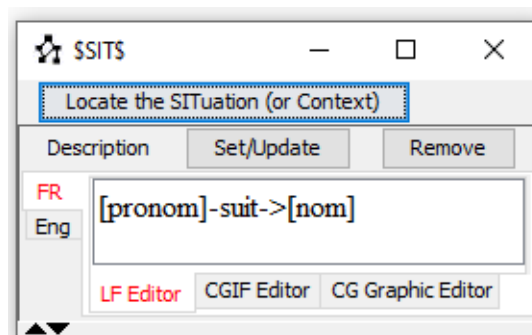 $SIT$
Locate the SITuation (or Context)
Description Set/Update Remove
FR
[pronom]-suit->[nom]
Eng
LF Editor CGIF Editor CG Graphic Editor